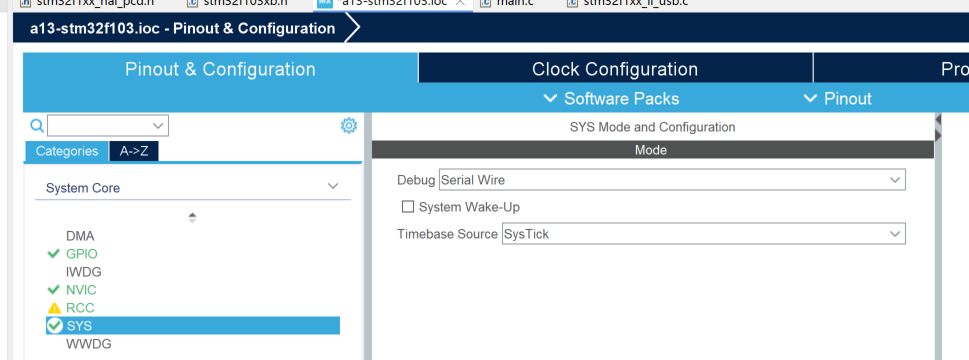 stm32f1xx_hal_pcd.h stm32f103xb.h MX *a13-stm32f103.ioc main.c stm32f1xx_ll_usb.c
a13-stm32f103.ioc - Pinout & Configuration
Pinout & Configuration Clock Configuration Pro
Software Packs Pinout
SYS Mode and Configuration
Categories A->Z
Mode
System Core
Debug Serial Wire
System Wake-Up
Timebase Source SysTick
DMA
GPIO
IWDG
NVIC
RCC
SYS
WWDG